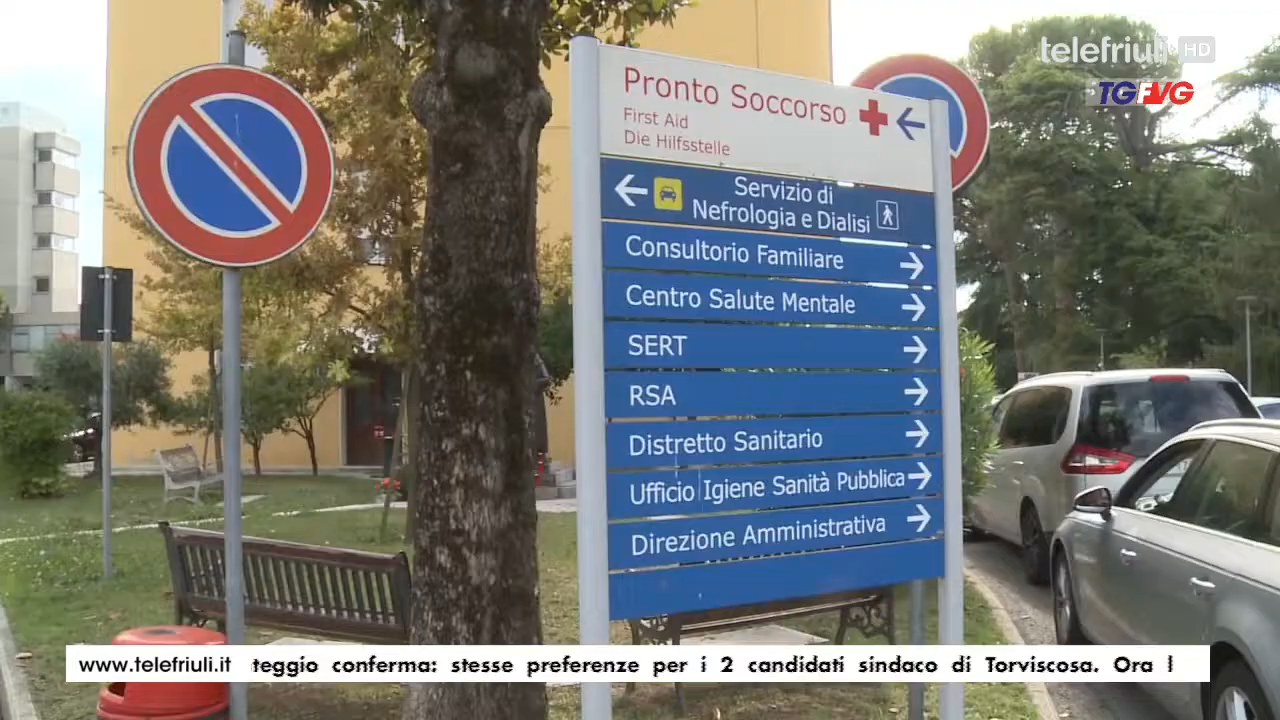 telefriuli HD
TGFVG
Pronto Soccorso
First Aid
Die Hilfsstelle
Servizio di
Nefrologia e Dialisi
Consultorio Familiare
Centro Salute Mentale
SERT
RSA
Distretto Sanitario
Ufficio Igiene Sanità Pubblica
Direzione Amministrativa
www.telefriuli.it teggio conferma: stesse preferenze per i 2 candidati sindaco di Torviscosa. Ora